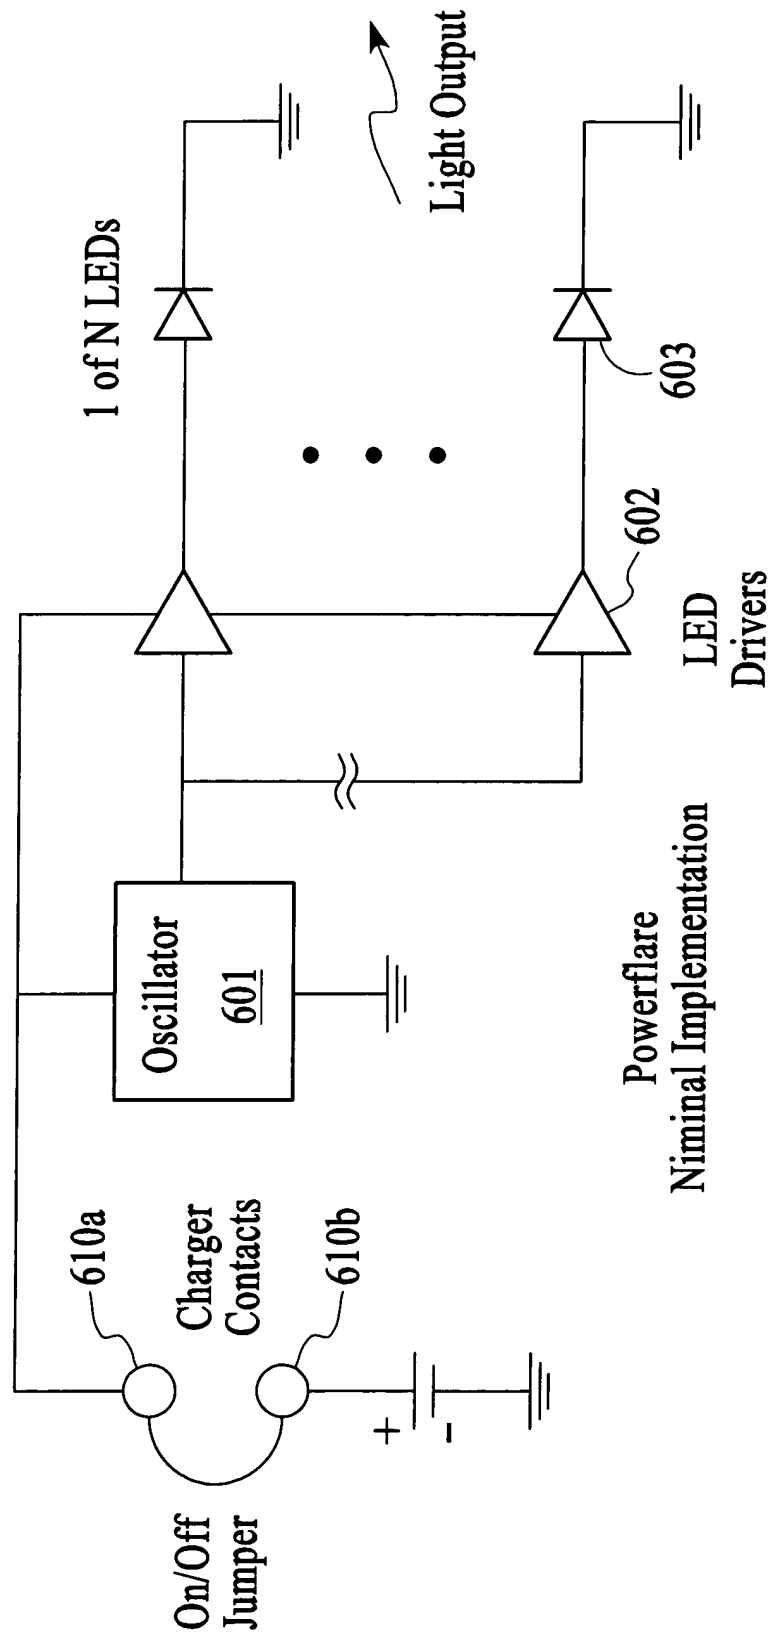 On/Off
Jumper
610a
Charger
Contacts
610b
+
-
Oscillator
601
1 of N LEDs
Light Output
602
603
LED
Drivers
Powerflare
Niminal Implementation